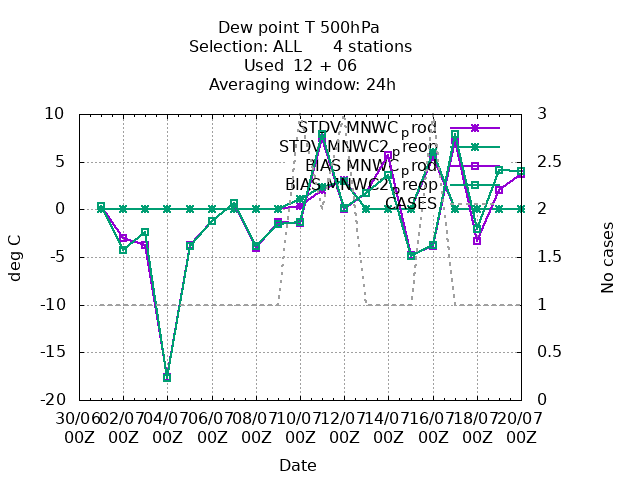 Dew point T 500hPa
Selection: ALL 4 stations
Used 12 + 06
Averaging window: 24h
10 3
STDV MNWC_prod
STDV MNWC2_preop
5 2.5
BIAS MNWC_prod
BIAS MNWC2_preop
CASES
0 2
-5 1.5
-10 1
-15 0.5
-20 0
deg C
No cases
30/06 02/07 04/07 06/07 08/07 10/07 12/07 14/07 16/07 18/07 20/07
00Z 00Z 00Z 00Z 00Z 00Z 00Z 00Z 00Z 00Z 00Z
Date